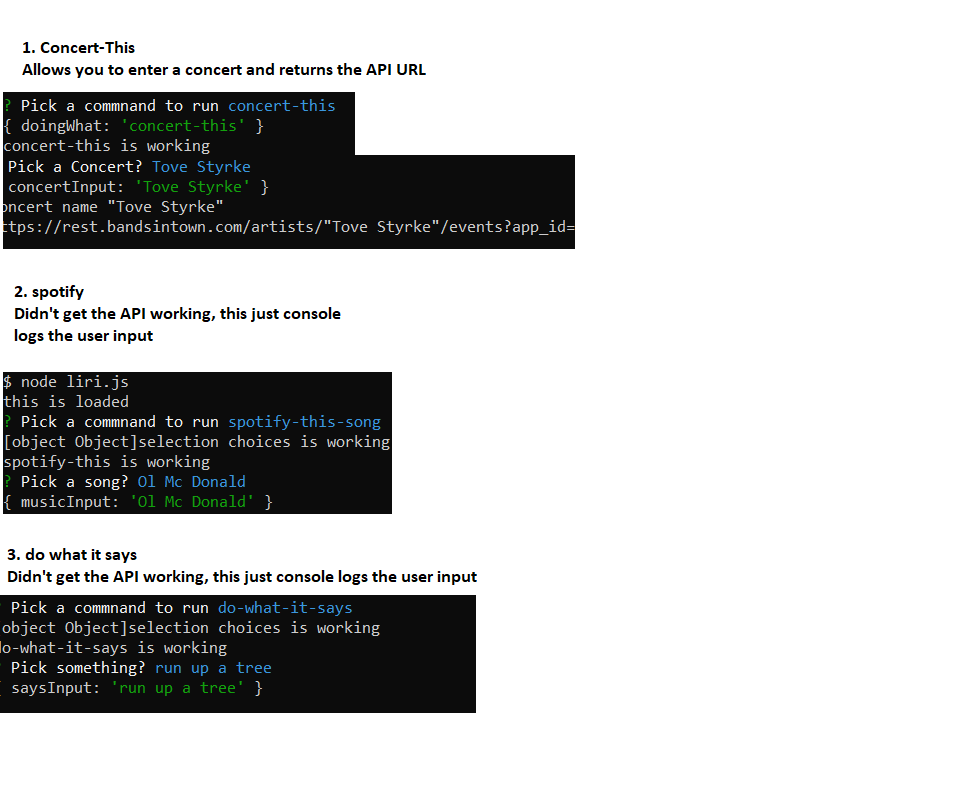 1. Concert-This
Allows you to enter a concert and returns the API URL
? Pick a commnand to run concert-this
{ doingWhat: 'concert-this' }
concert-this is working
Pick a Concert? Tove Styrke
concertInput: 'Tove Styrke' }
oncert name "Tove Styrke"
ttps://rest.bandsintown.com/artists/"Tove Styrke"/events?app_id=
2. spotify
Didn't get the API working, this just console
logs the user input
$ node liri.js
this is loaded
? Pick a commnand to run spotify-this-song
[object Object]selection choices is working
spotify-this is working
? Pick a song? Ol Mc Donald
{ musicInput: 'Ol Mc Donald' }
3. do what it says
Didn't get the API working, this just console logs the user input
Pick a commnand to run do-what-it-says
object Object]selection choices is working
do-what-it-says is working
Pick something? run up a tree
{ saysInput: 'run up a tree' }